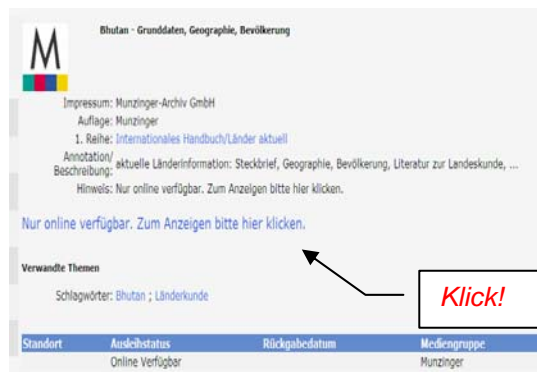 Bhutan - Grunddaten, Geographie, Bevölkerung
M
Impressum: Munzinger-Archiv GmbH
Auflage: Munzinger
1. Reihe: Internationales Handbuch/Länder aktuell
Annotation/
Beschreibung: aktuelle Länderinformation: Steckbrief, Geographie, Bevölkerung, Literatur zur Landeskunde, ...
Hinweis: Nur online verfügbar. Zum Anzeigen bitte hier klicken.
Nur online verfügbar. Zum Anzeigen bitte hier klicken.
Verwandte Themen
Klick!
Schlagwörter: Bhutan ; Länderkunde
Standort Ausleihstatus Rückgabedatum Mediengruppe
Online Verfügbar Munzinger